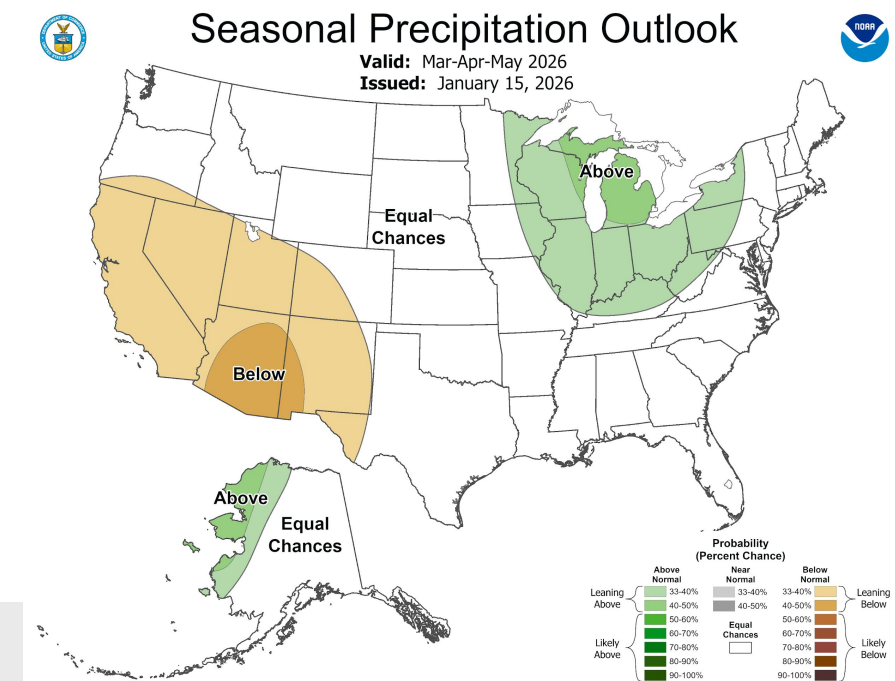 Seasonal Precipitation Outlook
Valid: Mar-Apr-May 2026
Issued: January 15, 2026
NOAA
Above
Equal
Chances
Below
Above
Equal
Chances
Probability
(Percent Chance)
Above
Normal
Near
Normal
Below
Normal
Leaning
Above
33-40%
40-50%
Likely
Above
50-60%
60-70%
70-80%
80-90%
90-100%
33-40%
40-50%
Equal
Chances
33-40%
40-50%
Leaning
Below
50-60%
60-70%
70-80%
80-90%
90-100%
Likely
Below